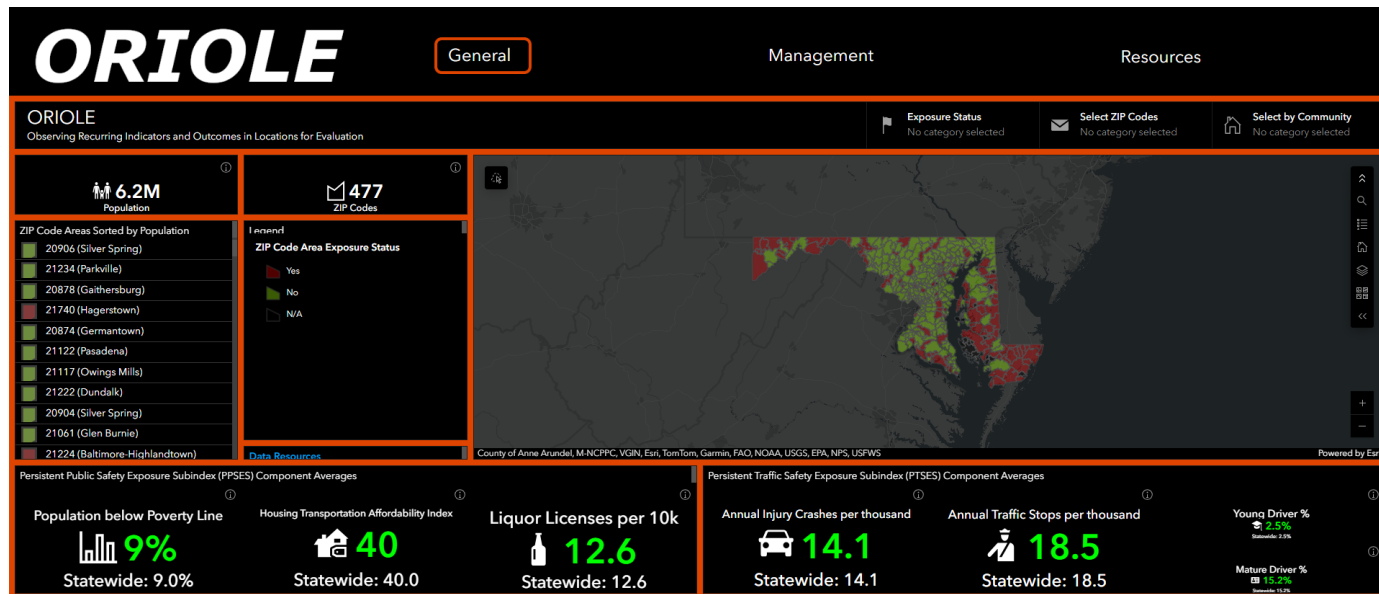 ORIOLE
General
Management
Resources
ORIOLE
Observing Recurring Indicators and Outcomes in Locations for Evaluation
Exposure Status
No category selected
Select ZIP Codes
No category selected
Select by Community
No category selected
6.2M
Population
477
ZIP Codes
ZIP Code Areas Sorted by Population
20906 (Silver Spring)
21234 (Parkville)
20878 (Gaithersburg)
21740 (Hagerstown)
20874 (Germantown)
21122 (Pasadena)
21117 (Owings Mills)
21222 (Dundalk)
20904 (Silver Spring)
21061 (Glen Burnie)
21224 (Baltimore-Highlandtown)
Legend
ZIP Code Area Exposure Status
Yes
No
N/A
Data Resources
County of Anne Arundel, M-NCPPC, VGIN, Esri, TomTom, Garmin, FAO, NOAA, USGS, EPA, NPS, USFWS
Powered by Esri
Persistent Public Safety Exposure Subindex (PPSES) Component Averages
Population below Poverty Line
9%
Statewide: 9.0%
Housing Transportation Affordability Index
40
Statewide: 40.0
Liquor Licenses per 10k
12.6
Statewide: 12.6
Persistent Traffic Safety Exposure Subindex (PTSES) Component Averages
Annual Injury Crashes per thousand
14.1
Statewide: 14.1
Annual Traffic Stops per thousand
18.5
Statewide: 18.5
Young Driver %
2.5%
Statewide: 2.5%
Mature Driver %
15.2%
Statewide: 15.2%